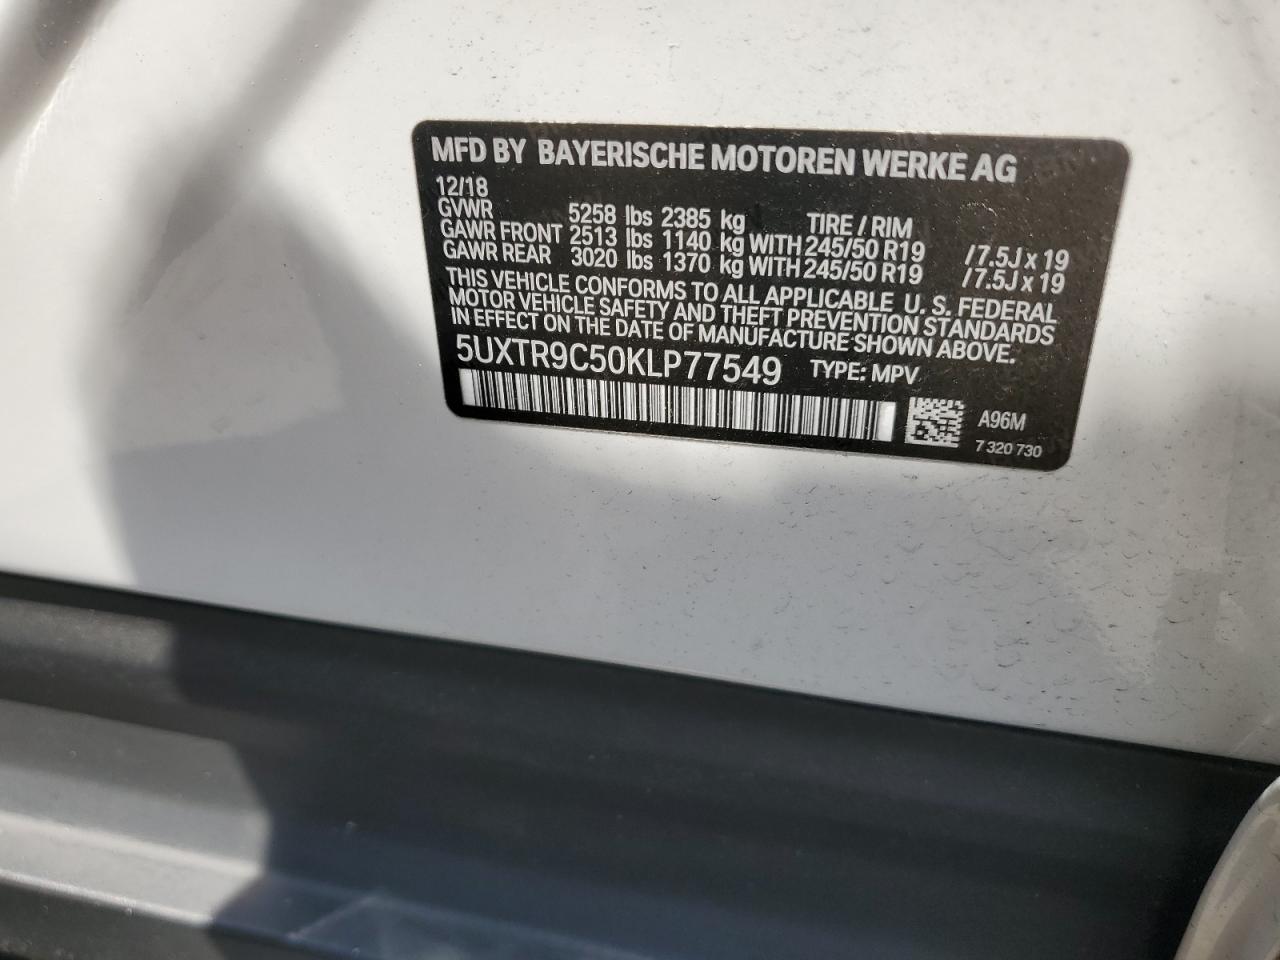 MFD BY BAYERISCHE MOTOREN WERKE AG
12/18
GVWR 5258 lbs 2385 kg TIRE / RIM
GAWR FRONT 2513 lbs 1140 kg WITH 245/50 R19 / 7.5J x 19
GAWR REAR 3020 lbs 1370 kg WITH 245/50 R19 / 7.5J x 19
THIS VEHICLE CONFORMS TO ALL APPLICABLE U. S. FEDERAL
MOTOR VEHICLE SAFETY AND THEFT PREVENTION STANDARDS
IN EFFECT ON THE DATE OF MANUFACTURE SHOWN ABOVE.
5UXTR9C50KLP77549 TYPE: MPV
A96M
7 320 730